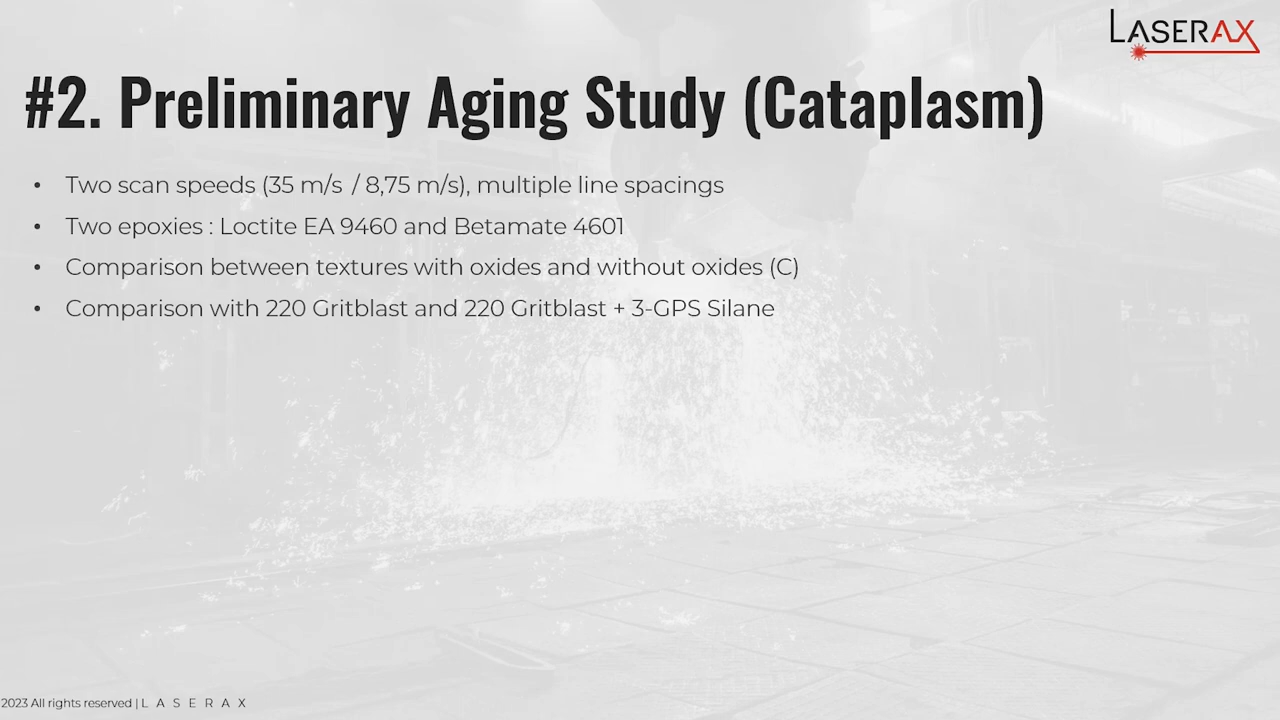 LASERAX
#2. Preliminary Aging Study (Cataplasm)
• Two scan speeds (35 m/s / 8,75 m/s), multiple line spacings
• Two epoxies : Loctite EA 9460 and Betamate 4601
• Comparison between textures with oxides and without oxides (C)
• Comparison with 220 Gritblast and 220 Gritblast + 3-GPS Silane
2023 All rights reserved | L A S E R A X